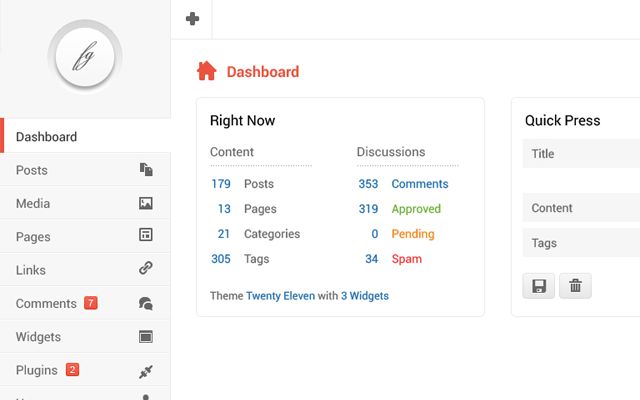 fg
Dashboard
Posts
Media
Pages
Links
Comments 7
Widgets
Plugins 2
Dashboard
Right Now
Content
179 Posts
13 Pages
21 Categories
305 Tags
Discussions
353 Comments
319 Approved
0 Pending
34 Spam
Theme Twenty Eleven with 3 Widgets
Quick Press
Title
Content
Tags